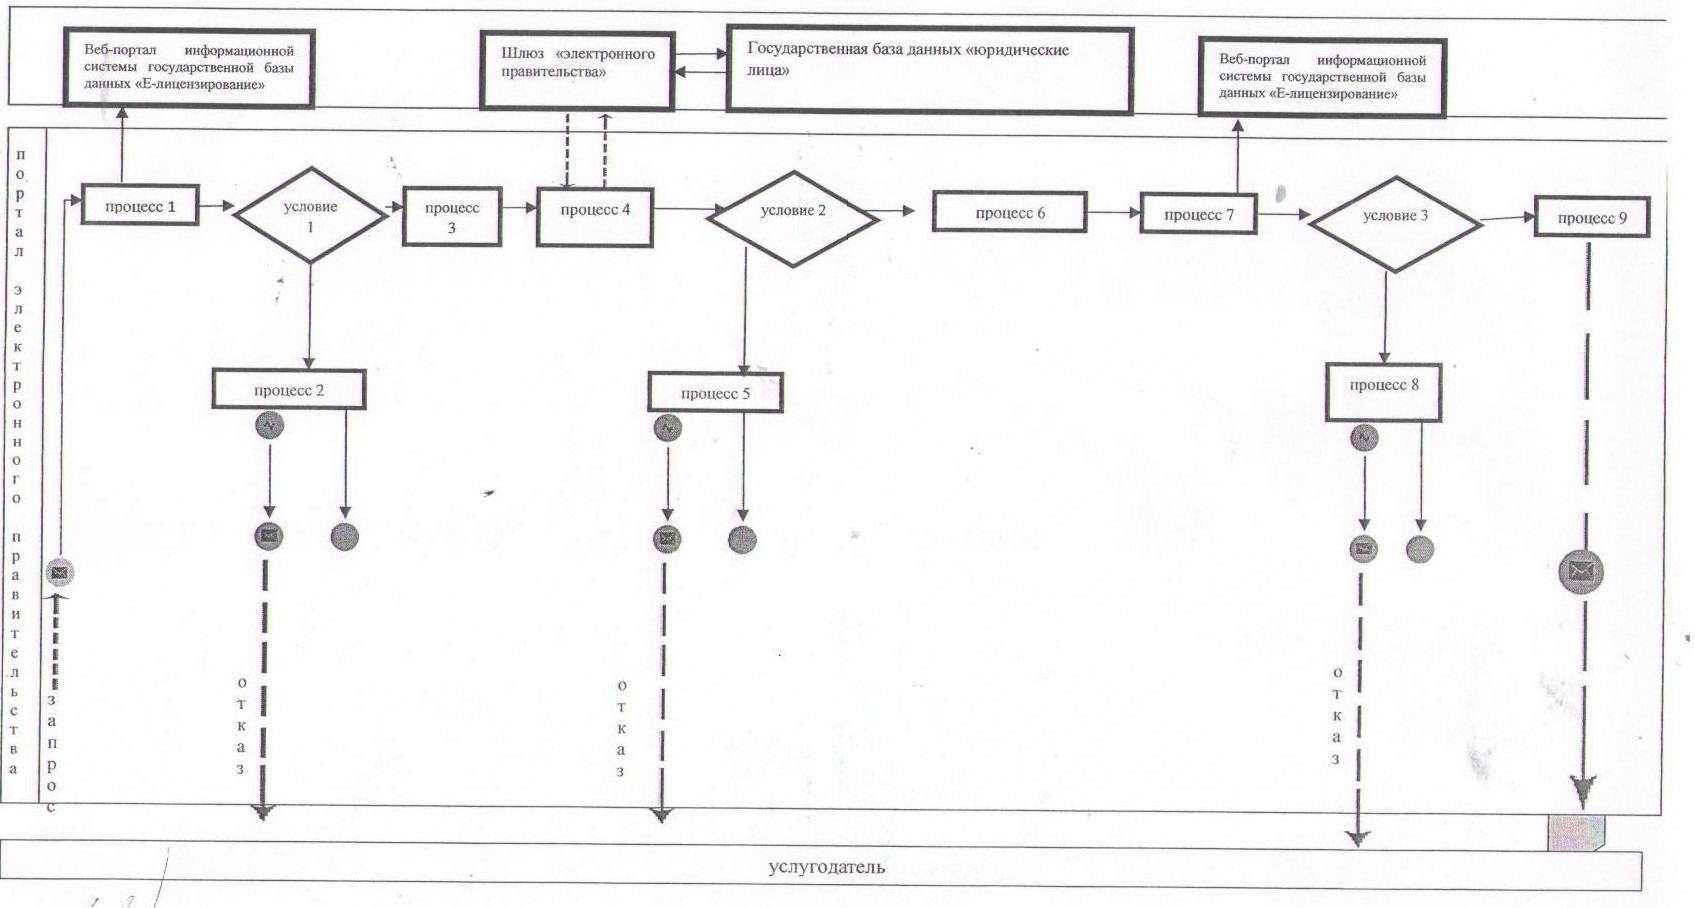 Веб-портал информационной
системы государственной базы
данных «Е-лицензирование»
Шлюз «электронного
правительства»
Государственная база данных «юридические
лица»
Веб-портал информационной
системы государственной базы
данных «Е-лицензирование»
портал электронного правительства
процесс 1
условие
1
процесс
3
процесс 4
условие 2
процесс 6
процесс 7
условие 3
процесс 9
процесс 2
процесс 5
процесс 8
запрос
отказ
отказ
отказ
услугодатель